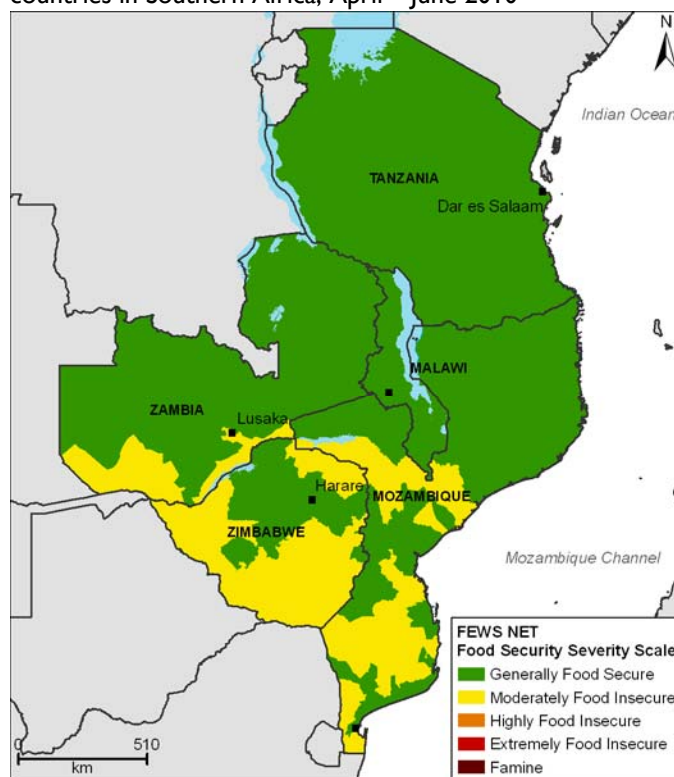 countries in Southern Africa, April - June 2010
N
Indian Ocean
TANZANIA
Dar es Salaam
MALAWI
ZAMBIA
Lusaka
Harare
MOZAMBIQUE
ZIMBABWE
Mozambique Channel
FEWS NET
Food Security Severity Scale
Generally Food Secure
Moderately Food Insecure
Highly Food Insecure
Extremely Food Insecure
Famine
0 510
km